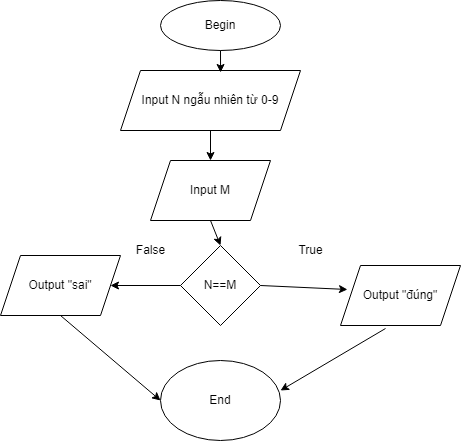 Begin
Input N ngẫu nhiên từ 0-9
Input M
False
True
Output "sai"
N==M
Output "đúng"
End